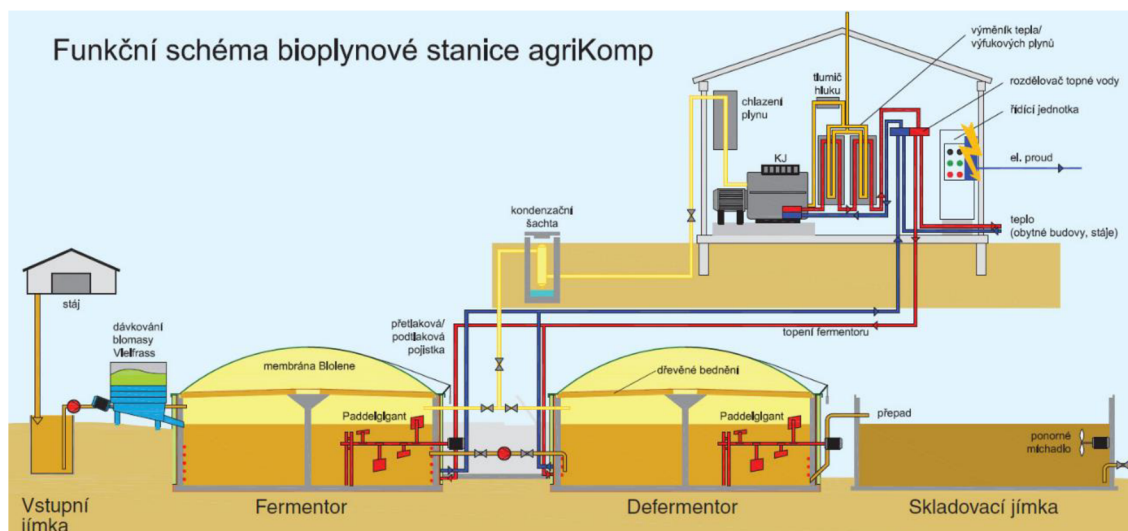 Funkční schéma bioplynové stanice agriKomp
výměník tepla/
výfukových plynů
tlumič
hluku
rozdělovač topné vody
chlazení
plynu
řídící jednotka
KJ
el. proud
kondenzační
šachta
teplo
(obytné budovy, stáje)
stáj
dávkování
biomasy
Vielfrass
přetlaková/
podtlaková
pojistka
topení fermentoru
membrána Biolene
dřevěné bednění
Paddelgigant
Paddelgigant
přepad
ponorné
míchadlo
Vstupní
jímka
Fermentor
Defermentor
Skladovací jímka